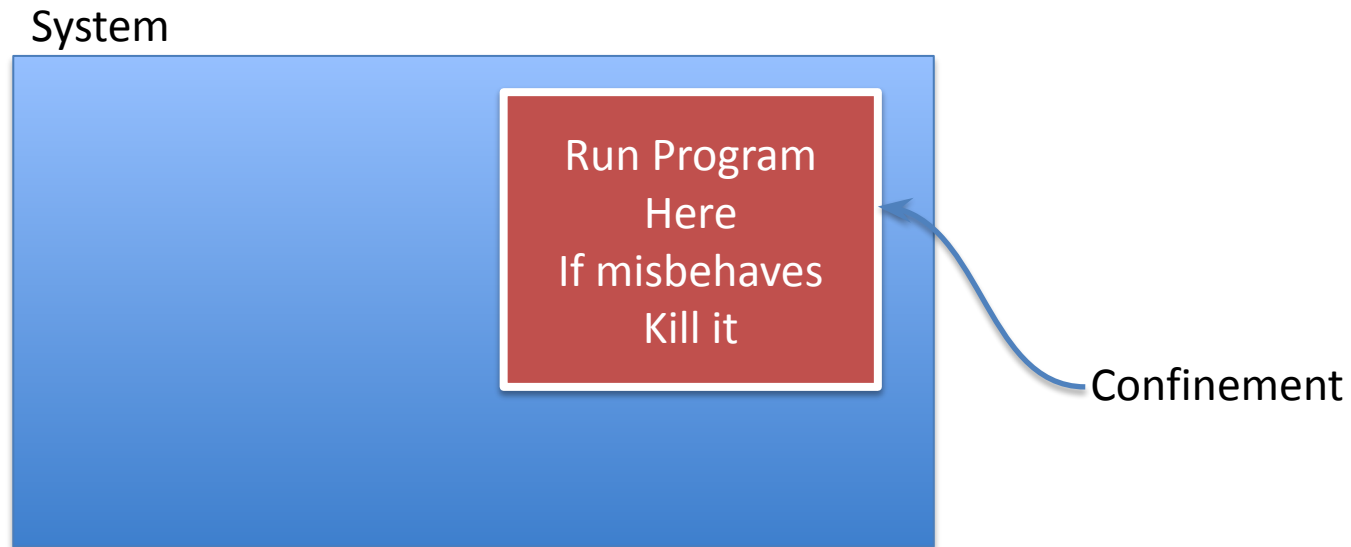 System
Run Program
Here
If misbehaves
Kill it
Confinement